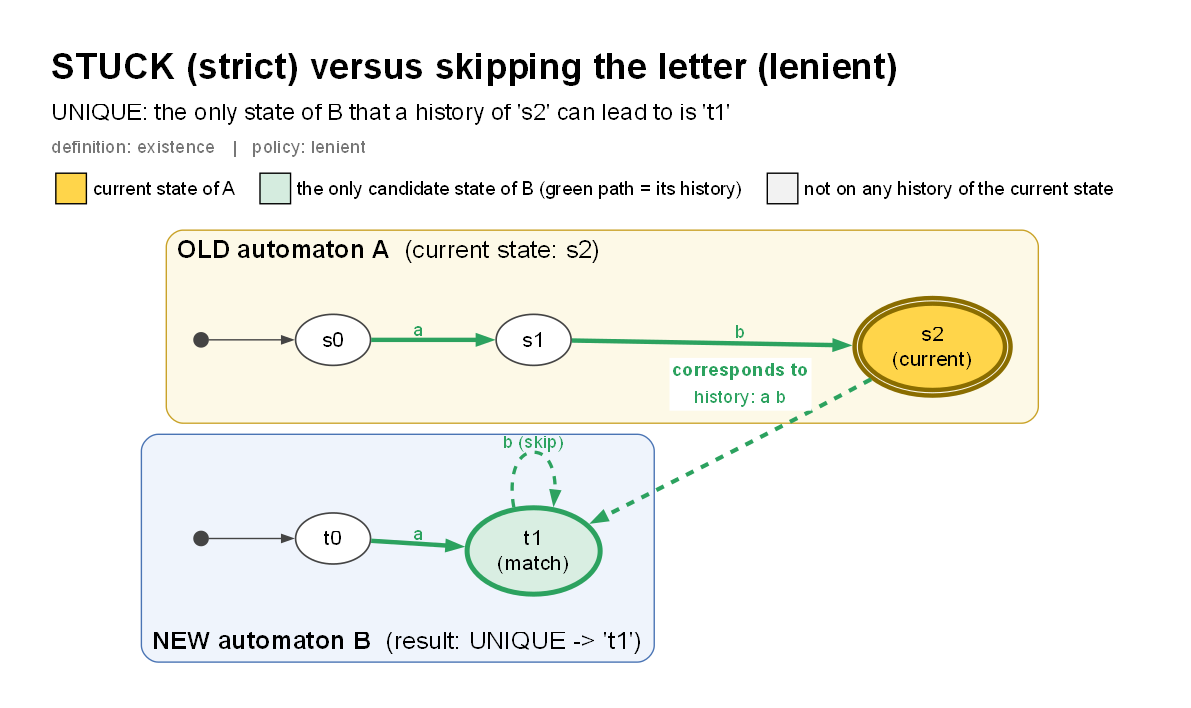 STUCK (strict) versus skipping the letter (lenient)
UNIQUE: the only state of B that a history of 's2' can lead to is 't1'
definition: existence | policy: lenient
current state of A
the only candidate state of B (green path = its history)
not on any history of the current state
OLD automaton A (current state: s2)
s0
a
s1
b
s2
(current)
corresponds to
history: a b
b (skip)
t0
a
t1
(match)
NEW automaton B (result: UNIQUE -> 't1')